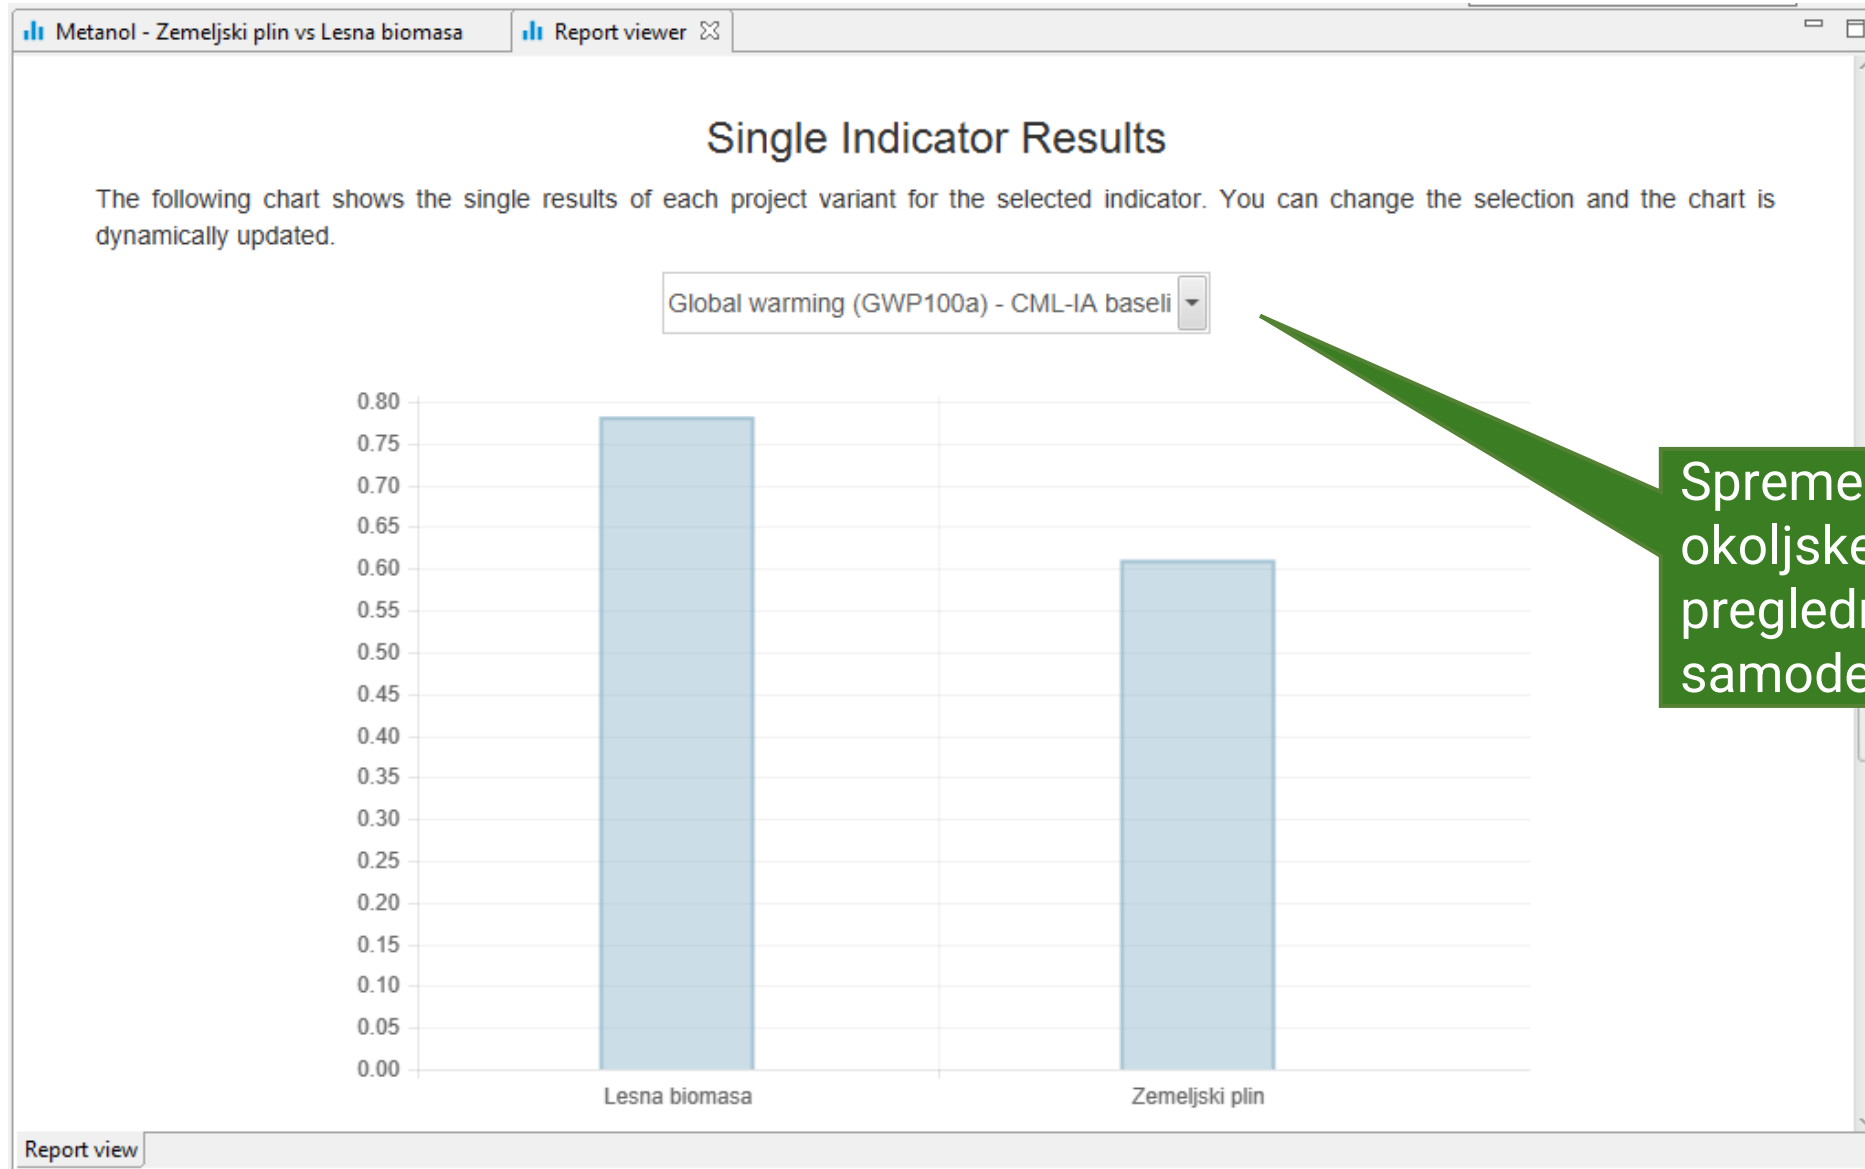 Metanol - Zemeljski plin vs Lesna biomasa
Report viewer
Single Indicator Results
The following chart shows the single results of each project variant for the selected indicator. You can change the selection and the chart is
dynamically updated.
Global warming (GWP100a) - CML-IA baseli
0.80
0.75
0.70
0.65
0.60
0.55
0.50
0.45
0.40
0.35
0.30
0.25
0.20
0.15
0.10
0.05
0.00
Lesna biomasa
Zemeljski plin
Spreme
okoljske
pregledn
samode
Report view